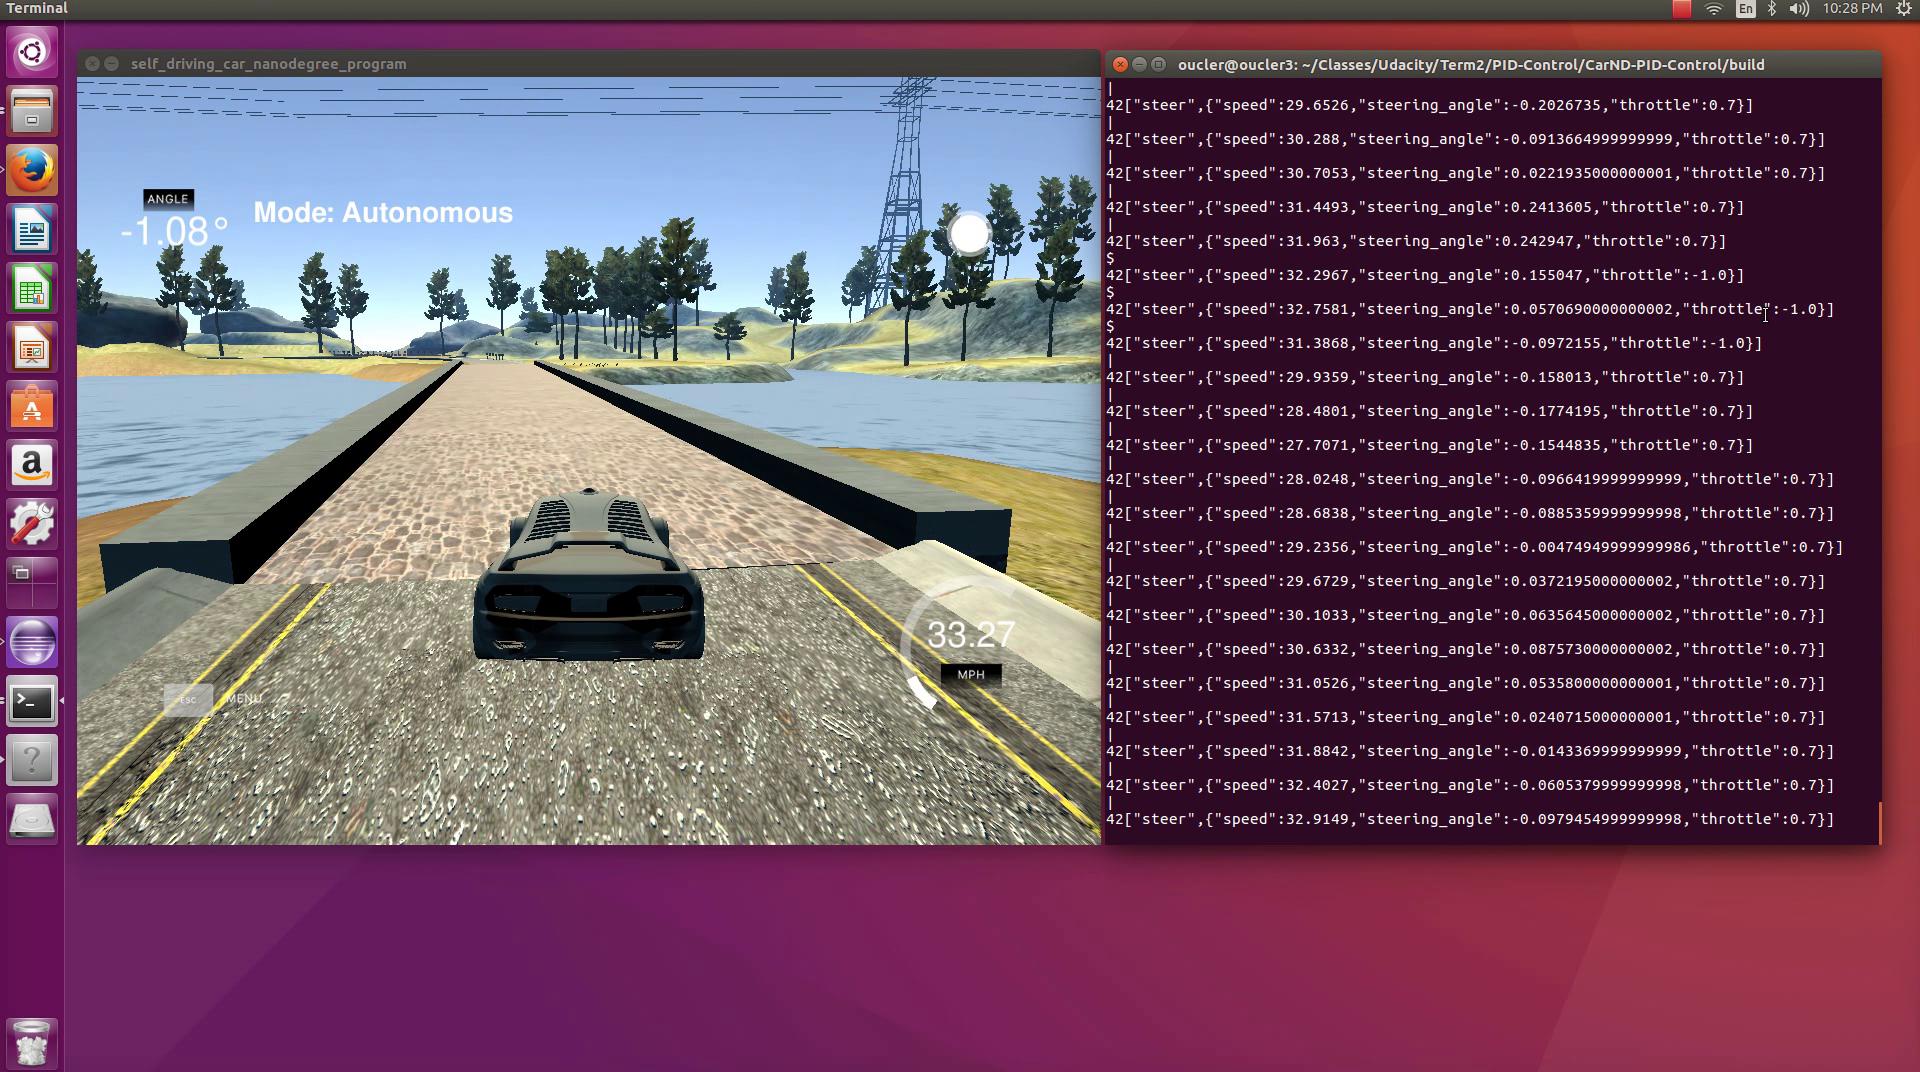 Terminal
En
10:28 PM
self_driving_car_nanodegree_program
ANGLE
-1.08°
Mode: Autonomous
33.27
MPH
ESC
MENU
a
oucler@oucler3: ~/Classes/Udacity/Term2/PID-Control/CarND-PID-Control/build
|
42["steer",{"speed":29.6526,"steering_angle":-0.2026735,"throttle":0.7}]
|
42["steer",{"speed":30.288,"steering_angle":-0.0913664999999999,"throttle":0.7}]
|
42["steer",{"speed":30.7053,"steering_angle":0.0221935000000001,"throttle":0.7}]
|
42["steer",{"speed":31.4493,"steering_angle":0.2413605,"throttle":0.7}]
|
42["steer",{"speed":31.963,"steering_angle":0.242947,"throttle":0.7}]
$
42["steer",{"speed":32.2967,"steering_angle":0.155047,"throttle":-1.0}]
$
42["steer",{"speed":32.7581,"steering_angle":0.0570690000000002,"throttle":-1.0}]
$
42["steer",{"speed":31.3868,"steering_angle":-0.0972155,"throttle":-1.0}]
|
42["steer",{"speed":29.9359,"steering_angle":-0.158013,"throttle":0.7}]
|
42["steer",{"speed":28.4801,"steering_angle":-0.1774195,"throttle":0.7}]
|
42["steer",{"speed":27.7071,"steering_angle":-0.1544835,"throttle":0.7}]
|
42["steer",{"speed":28.0248,"steering_angle":-0.0966419999999999,"throttle":0.7}]
|
42["steer",{"speed":28.6838,"steering_angle":-0.0885359999999998,"throttle":0.7}]
|
42["steer",{"speed":29.2356,"steering_angle":-0.00474949999999986,"throttle":0.7}]
|
42["steer",{"speed":29.6729,"steering_angle":0.0372195000000002,"throttle":0.7}]
|
42["steer",{"speed":30.1033,"steering_angle":0.0635645000000002,"throttle":0.7}]
|
42["steer",{"speed":30.6332,"steering_angle":0.0875730000000002,"throttle":0.7}]
|
42["steer",{"speed":31.0526,"steering_angle":0.0535800000000001,"throttle":0.7}]
|
42["steer",{"speed":31.5713,"steering_angle":0.0240715000000001,"throttle":0.7}]
|
42["steer",{"speed":31.8842,"steering_angle":-0.0143369999999999,"throttle":0.7}]
|
42["steer",{"speed":32.4027,"steering_angle":-0.0605379999999998,"throttle":0.7}]
|
42["steer",{"speed":32.9149,"steering_angle":-0.0979454999999998,"throttle":0.7}]